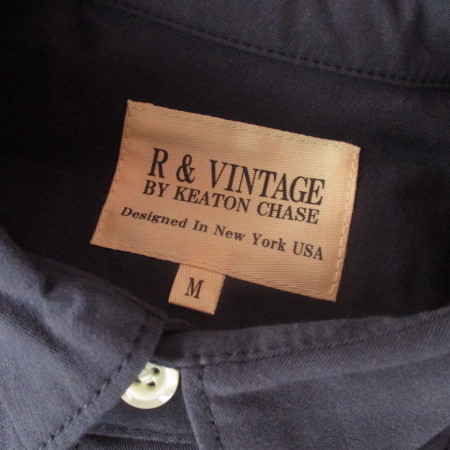 R & VINTAGE
BY KEATON CHASE
Designed In New York USA
M